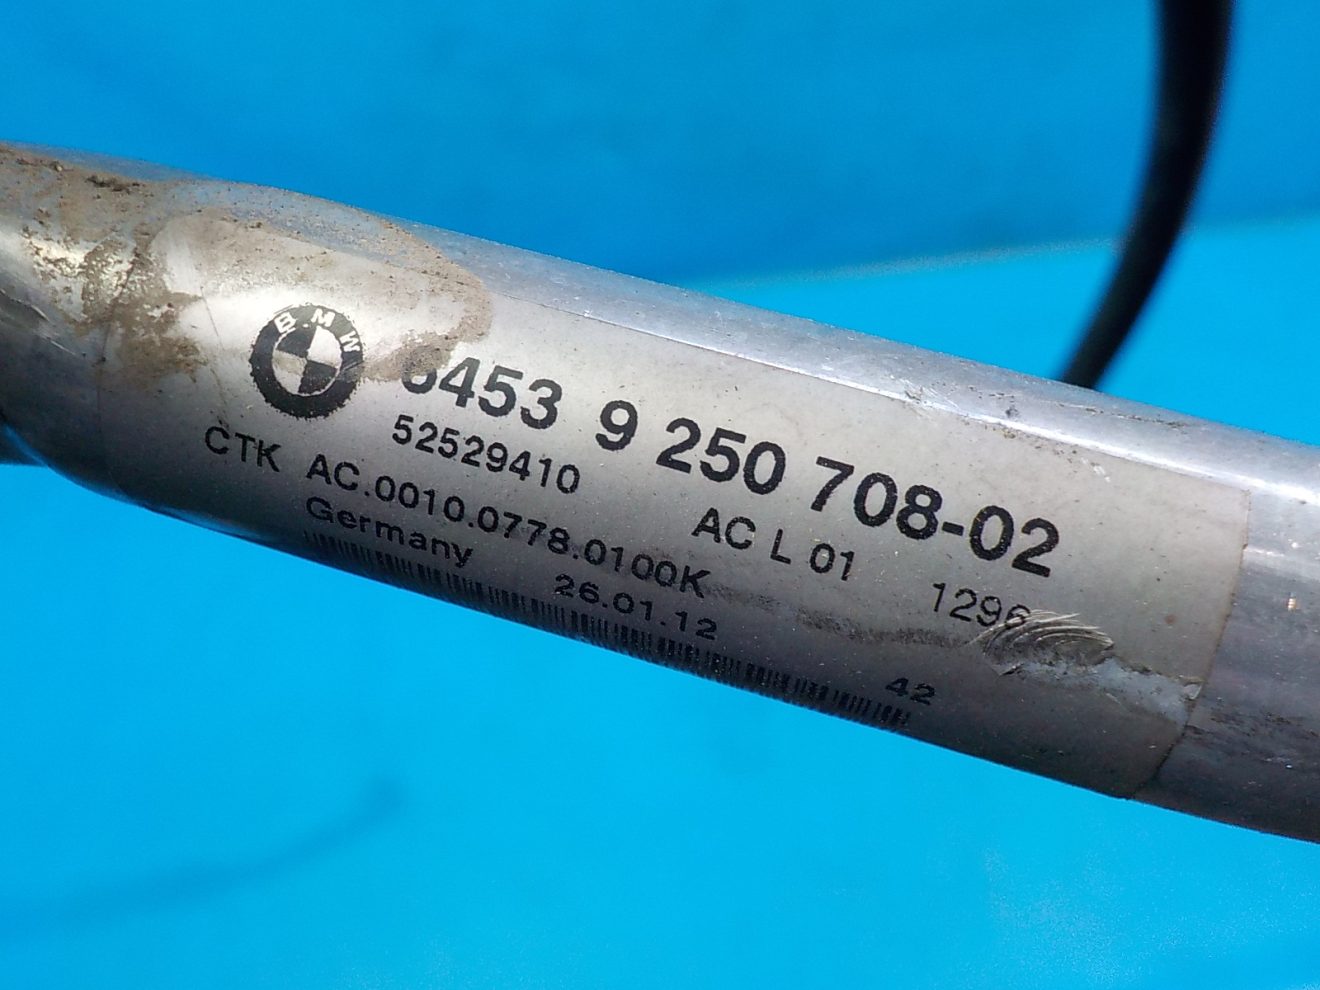 BMW
6453 9 250 708-02
52529410
AC L 01
1296
CTK AC.0010.0778.0100K
Germany
26.01.12
42